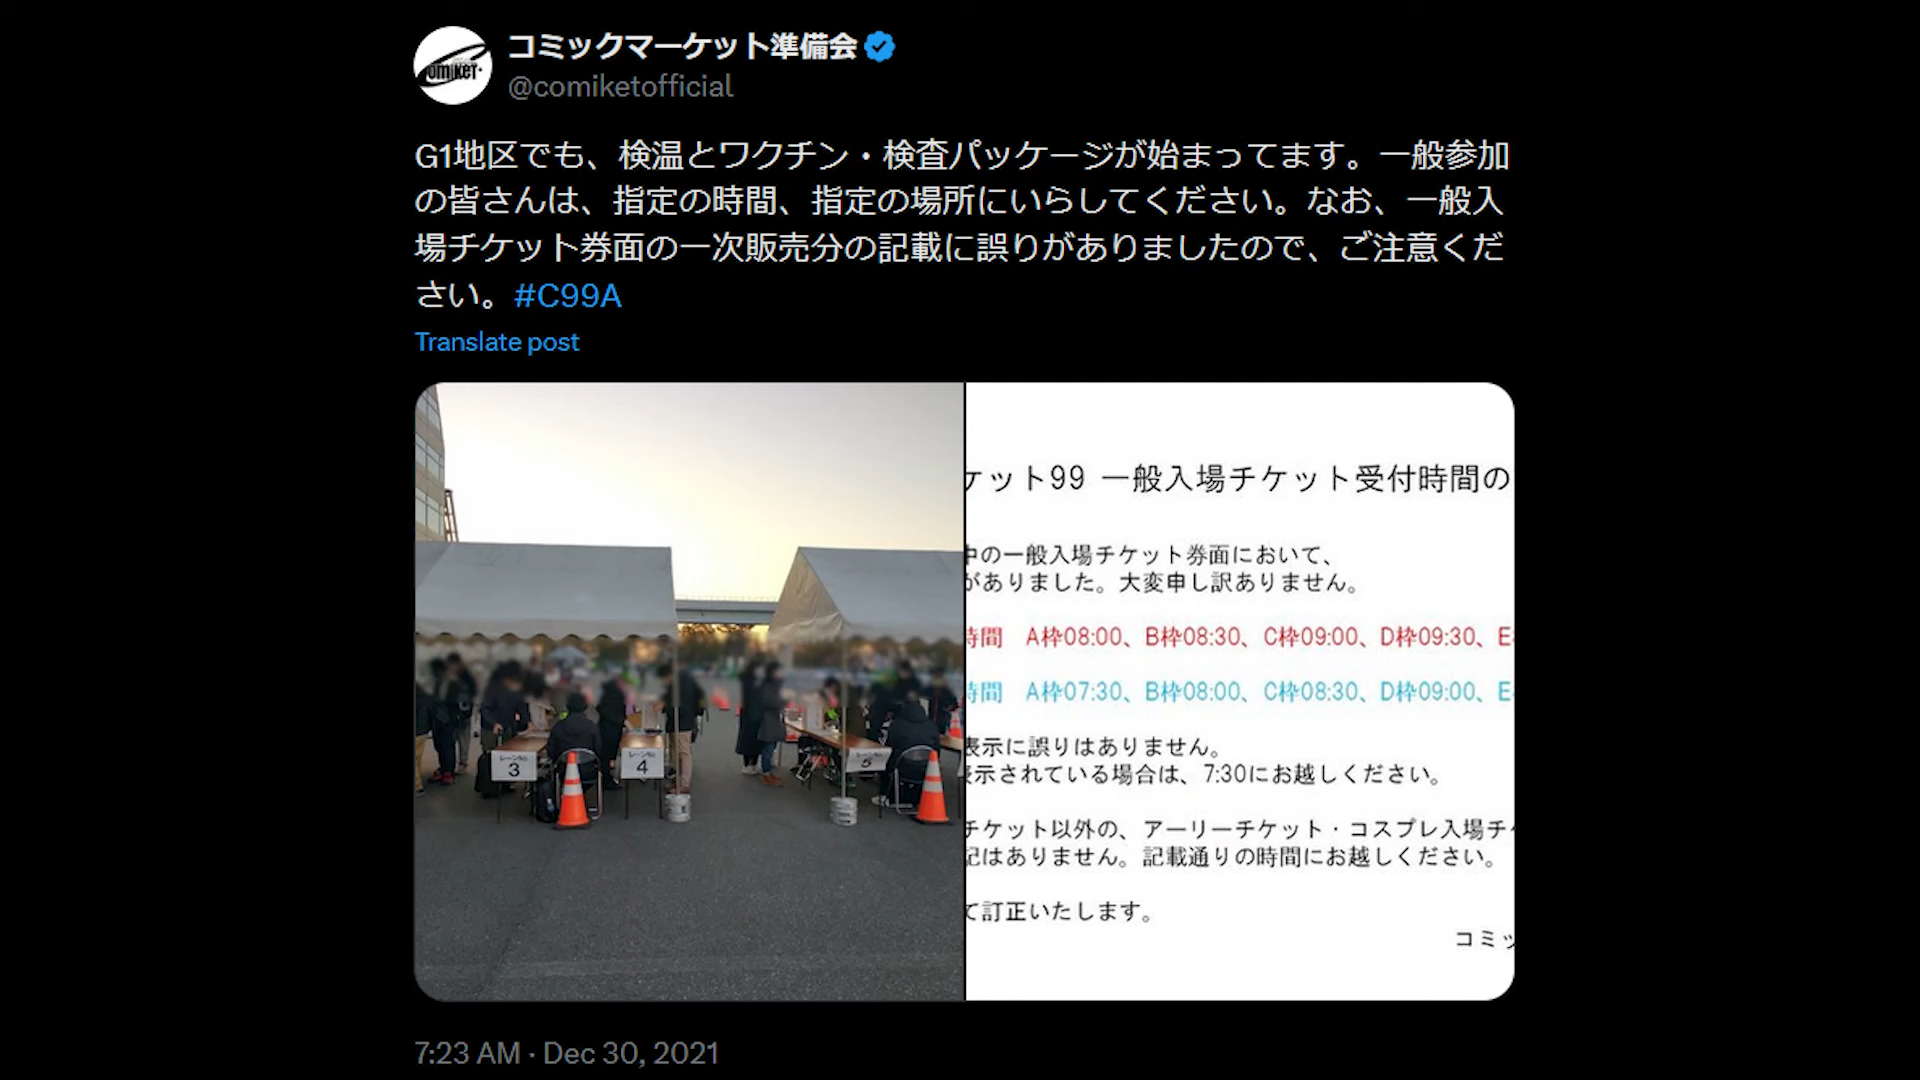 コミックマーケット準備会
@comiketofficial
G1地区でも、検温とワクチン・検査パッケージが始まってます。一般参加
の皆さんは、指定の時間、指定の場所にいらしてください。なお、一般入
場チケット券面の一次販売分の記載に誤りがありましたので、ご注意くだ
さい。#C99A
Translate post
レーンNo
3
レーンNo
4
5
ケット99 一般入場チケット受付時間の
中の一般入場チケット券面において、
がありました。大変申し訳ありません。
時間 A枠08:00、B枠08:30、C枠09:00、D枠09:30、E
時間 A枠07:30、B枠08:00、C枠08:30、D枠09:00、E
表示に誤りはありません。
表示されている場合は、7:30にお越しください。
チケット以外の、アーリーチケット・コスプレ入場チ
記はありません。記載通りの時間にお越しください。
て訂正いたします。
コミッ
7:23 AM · Dec 30, 2021